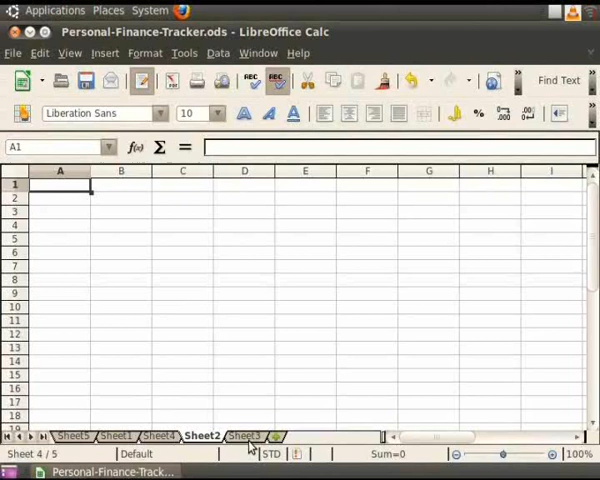 Applications Places System
Personal-Finance-Tracker.ods - LibreOffice Calc
File Edit View Insert Format Tools Data Window Help
ABC ABC Find Text
Liberation Sans 10 A A A %
A1 f(x) Σ =
A B C D E F G H I
1
2
3
4
5
6
7
8
9
10
11
12
13
14
15
16
17
18
19
Sheet5 Sheet1 Sheet4 Sheet2 Sheet3
Sheet 4 / 5 Default STD Sum=0 100%
Personal-Finance-Track...